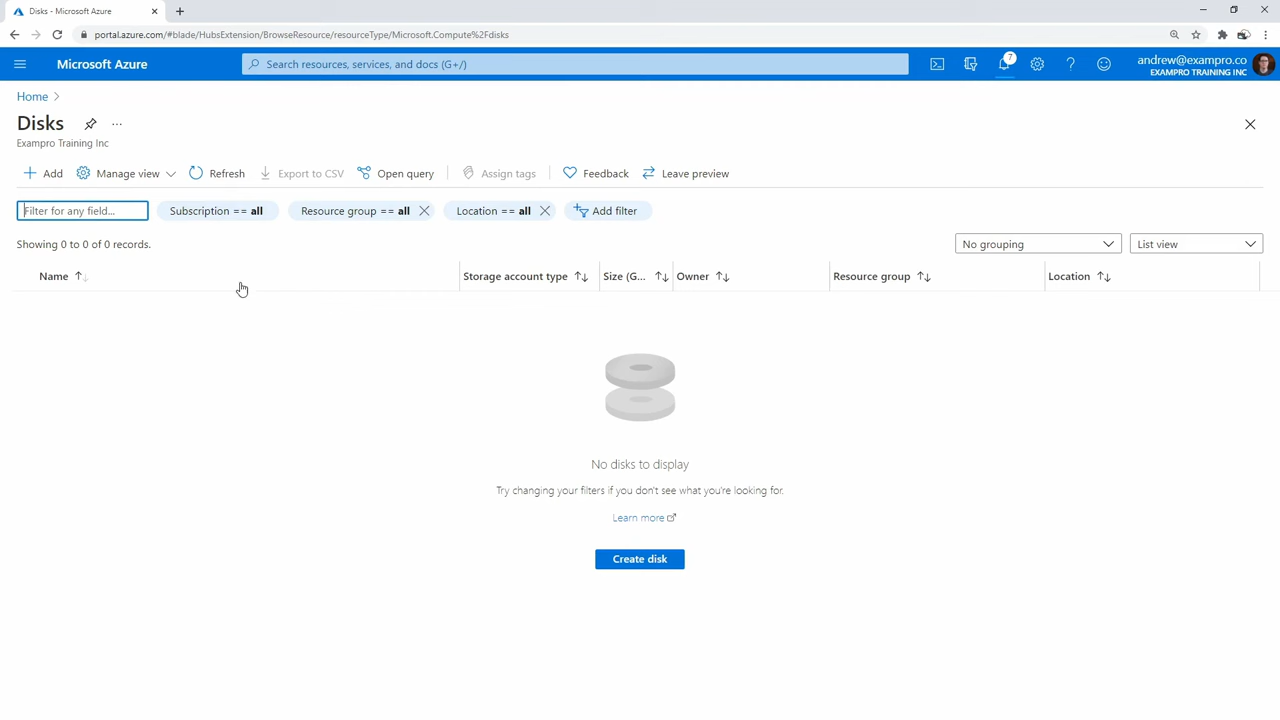 Disks - Microsoft Azure
portal.azure.com/#blade/HubsExtension/BrowseResource/resourceType/Microsoft.Compute%2Fdisks
Microsoft Azure
Search resources, services, and docs (G+/)
7
andrew@exampro.co
EXAMPRO TRAINING INC
Home
Disks
Exampro Training Inc
Add
Manage view
Refresh
Export to CSV
Open query
Assign tags
Feedback
Leave preview
Filter for any field...
Subscription == all
Resource group == all
Location == all
Add filter
Showing 0 to 0 of 0 records.
No grouping
List view
Name
Storage account type
Size (G...
Owner
Resource group
Location
No disks to display
Try changing your filters if you don't see what you're looking for.
Learn more
Create disk